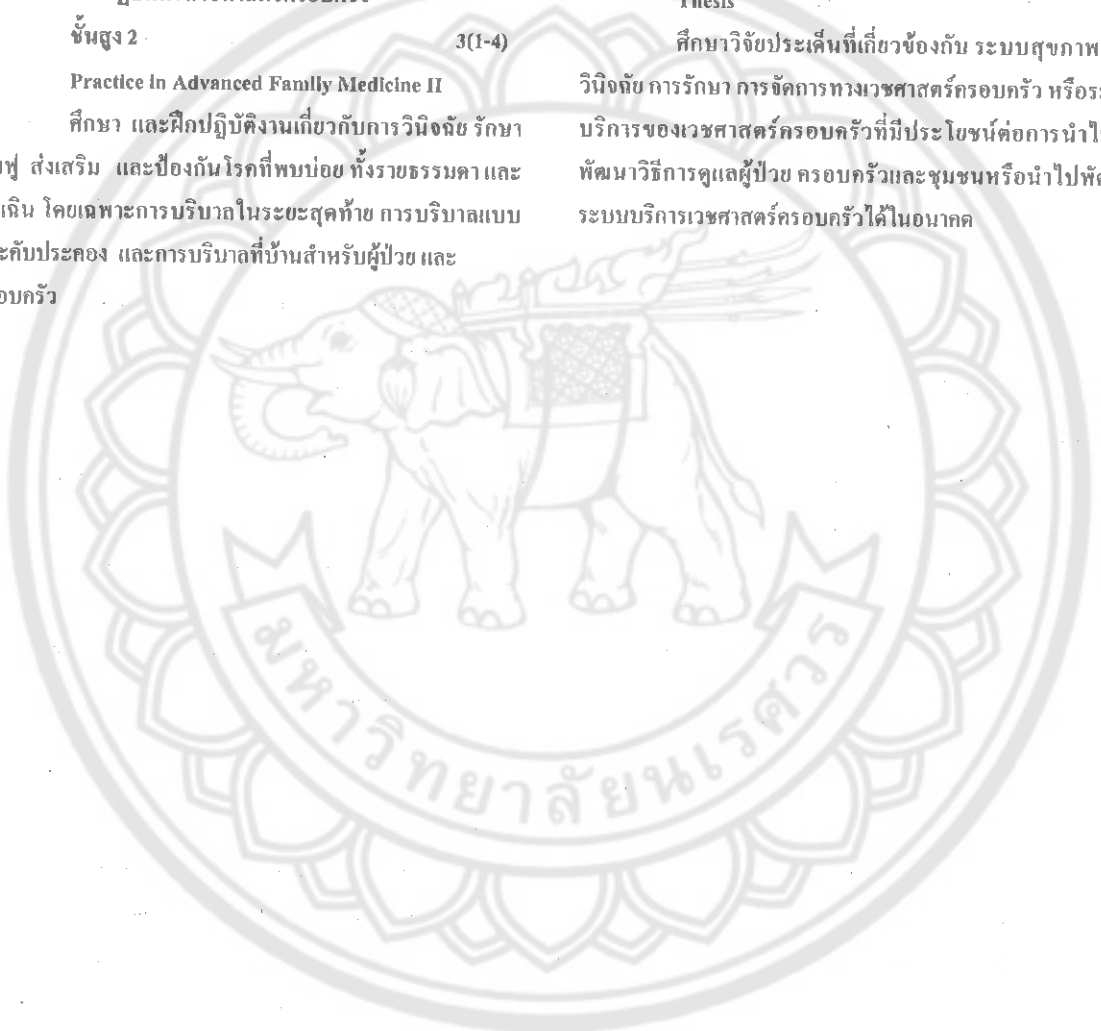 ชั้นสูง 2 3(1-4)
Practice in Advanced Family Medicine II
ศึกษา และฝึกปฏิบัติงานเกี่ยวกับการวินิจฉัย รักษา
ฟู ส่งเสริม และป้องกันโรคที่พบบ่อย ทั้งรายธรรมดา และ
เฉิน โดยเฉพาะการบริบาลในระยะสุดท้าย การบริบาลแบบ
ะคับประคอง และการบริบาลที่บ้านสำหรับผู้ป่วย และ
อบครัว
Thesis
ศึกษาวิจัยประเด็นที่เกี่ยวข้องกับ ระบบสุขภาพ
วินิจฉัย การรักษา การจัดการทางเวชศาสตร์ครอบครัว หรือระ
บริการของเวชศาสตร์ครอบครัวที่มีประโยชน์ต่อการนำไ
พัฒนาวิธีการดูแลผู้ป่วย ครอบครัวและชุมชนหรือนำไปพัฒ
ระบบบริการเวชศาสตร์ครอบครัวได้ในอนาคต
มหาวิทยาลัยนเรศวร